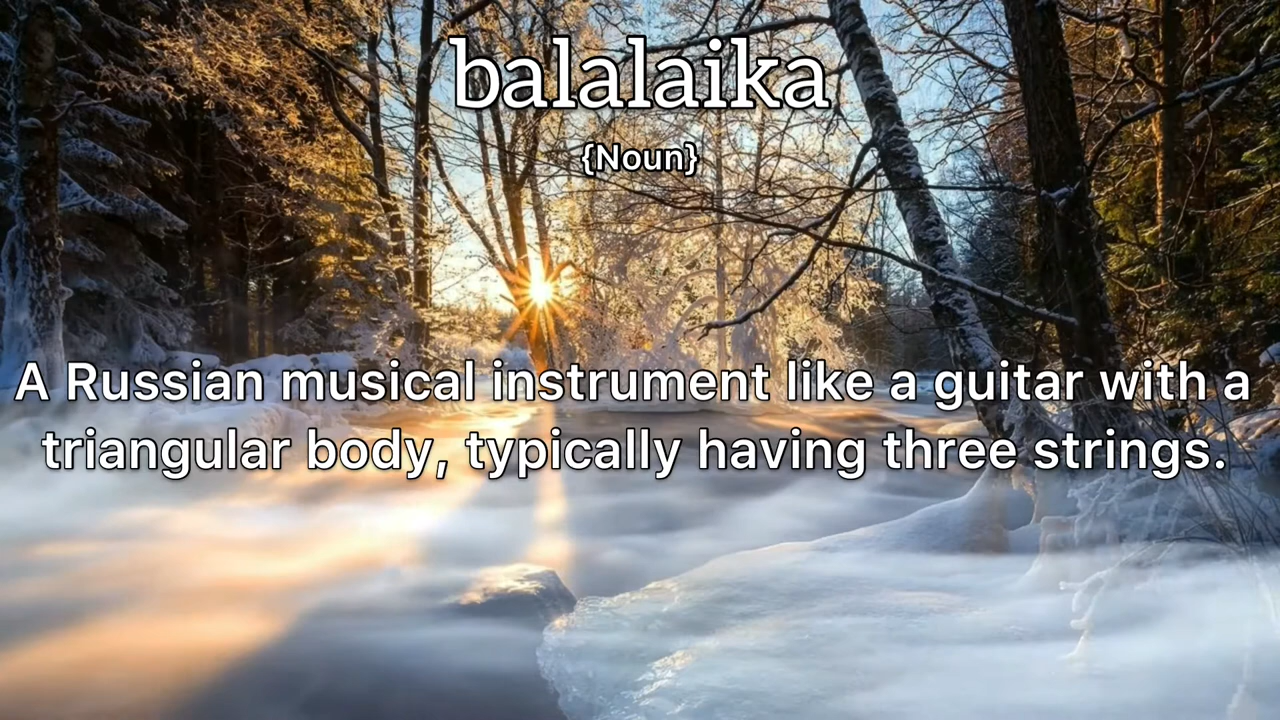 balalaika
{Noun}
A Russian musical instrument like a guitar with a
triangular body, typically having three strings.